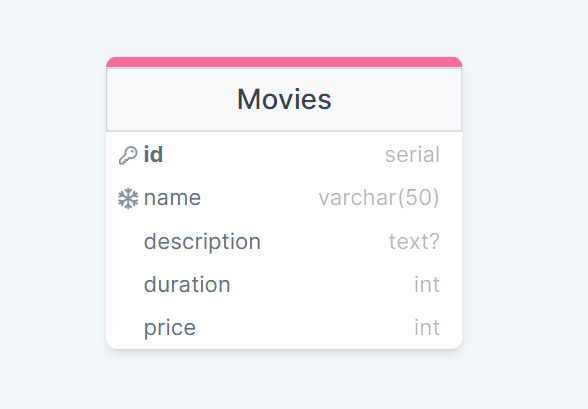 Movies
id serial
name varchar(50)
description text?
duration int
price int